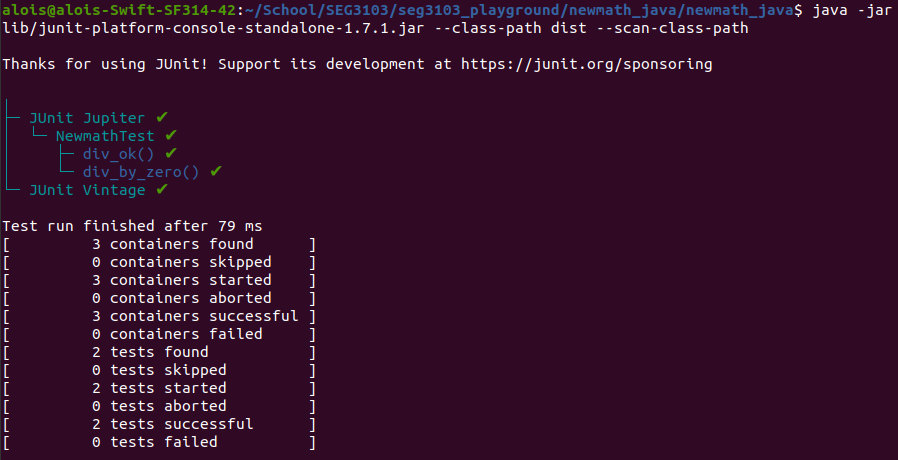 alois@alois-Swift-SF314-42:~/School/SEG3103/seg3103_playground/newmath_java/newmath_java$ java -jar
lib/junit-platform-console-standalone-1.7.1.jar --class-path dist --scan-class-path
Thanks for using JUnit! Support its development at https://junit.org/sponsoring
├─ JUnit Jupiter ✔
│  └─ NewmathTest ✔
│     ├─ div_ok() ✔
│     └─ div_by_zero() ✔
└─ JUnit Vintage ✔
Test run finished after 79 ms
[         3 containers found      ]
[         0 containers skipped    ]
[         3 containers started    ]
[         0 containers aborted    ]
[         3 containers successful ]
[         0 containers failed     ]
[         2 tests found           ]
[         0 tests skipped         ]
[         2 tests started         ]
[         0 tests aborted         ]
[         2 tests successful      ]
[         0 tests failed          ]